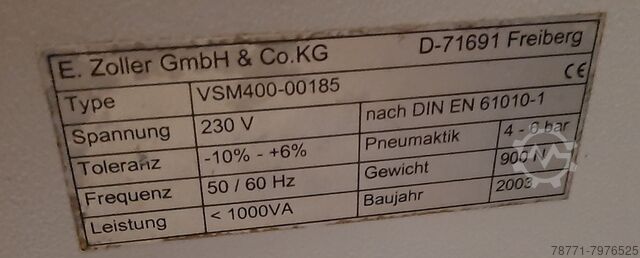 E. Zoller GmbH & Co.KG D-71691 Freiberg
Type VSM400-00185 CE
Spannung 230 V nach DIN EN 61010-1
Toleranz -10% - +6% Pneumaktik 4 - 6 bar
Frequenz 50 / 60 Hz Gewicht 900 N
Leistung < 1000VA Baujahr 2003
78771-7976525